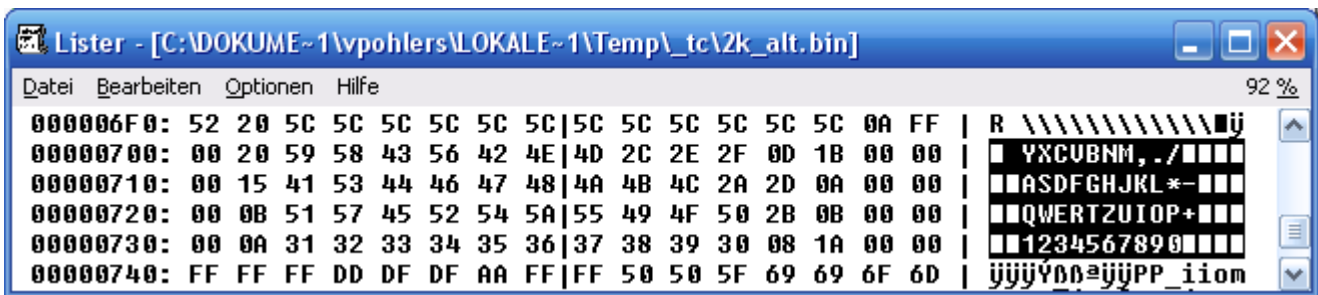 Lister - [C:\DOKUME~1\vpohlers\LOKALE~1\Temp\_tc\2k_alt.bin]
Datei Bearbeiten Optionen Hilfe 92 %
000006F0: 52 20 5C 5C 5C 5C 5C 5C|5C 5C 5C 5C 5C 5C 0A FF | R \\\\\\\\\\\\■ÿ
00000700: 00 20 59 58 43 56 42 4E|4D 2C 2E 2F 0D 1B 00 00 | ■ YXCVBNM,./■■■■
00000710: 00 15 41 53 44 46 47 48|4A 4B 4C 2A 2D 0A 00 00 | ■■ASDFGHJKL*-■■■
00000720: 00 0B 51 57 45 52 54 5A|55 49 4F 50 2B 0B 00 00 | ■■QWERTZUIOP+■■■
00000730: 00 0A 31 32 33 34 35 36|37 38 39 30 08 1A 00 00 | ■■1234567890■■■■
00000740: FF FF FF DD DF DF AA FF|FF 50 50 5F 69 69 6F 6D | ÿÿÿÝßߪÿÿPP_iiom